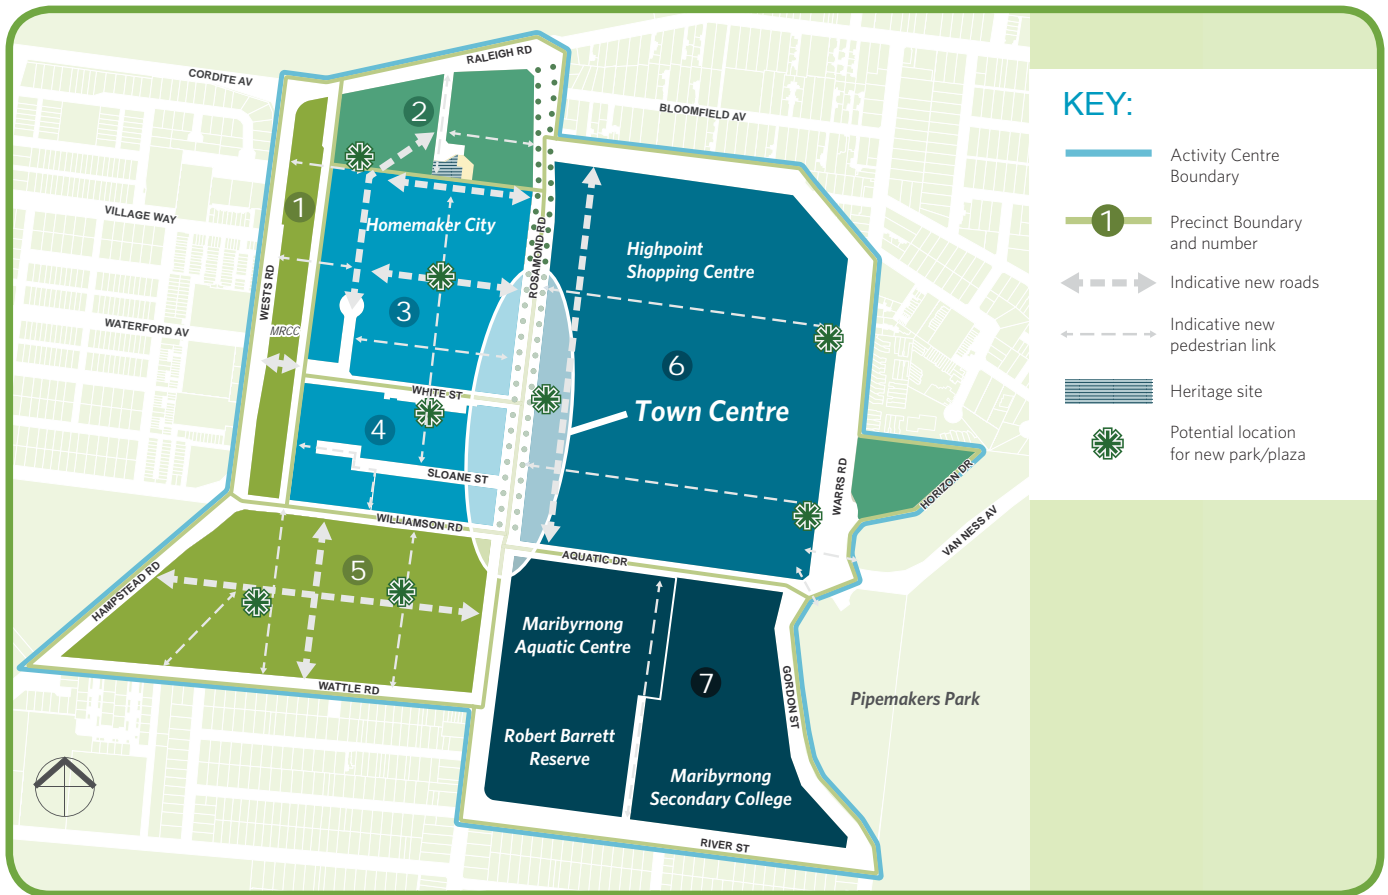 RALEIGH RD
CORDITE AV
2
BLOOMFIELD AV
1
VILLAGE WAY
Homemaker City
ROSAMOND RD
Highpoint
Shopping Centre
WESTS RD
3
MRCC
WATERFORD AV
6
WHITE ST
Town Centre
4
SLOANE ST
WARRS RD
HORIZON DR
WILLIAMSON RD
VAN NESS AV
AQUATIC DR
5
HAMPSTEAD RD
Maribyrnong
Aquatic Centre
7
WATTLE RD
GORDON ST
Pipemakers Park
Robert Barrett
Reserve
Maribyrnong
Secondary College
RIVER ST
KEY:
Activity Centre
Boundary
1
Precinct Boundary
and number
Indicative new roads
Indicative new
pedestrian link
Heritage site
Potential location
for new park/plaza